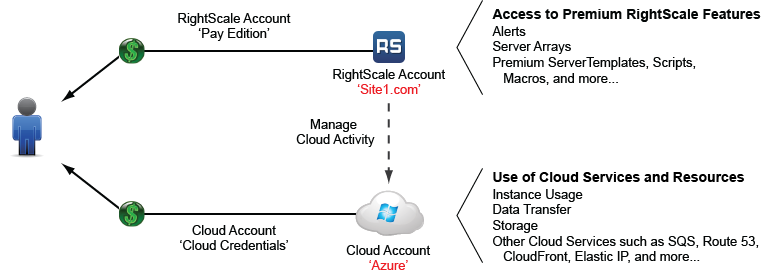 RightScale Account
‘Pay Edition’
$
RS
RightScale Account
‘Site1.com’
Access to Premium RightScale Features
Alerts
Server Arrays
Premium ServerTemplates, Scripts,
Macros, and more...
Manage
Cloud Activity
$
Cloud Account
‘Cloud Credentials’
Cloud Account
‘Azure’
Use of Cloud Services and Resources
Instance Usage
Data Transfer
Storage
Other Cloud Services such as SQS, Route 53,
CloudFront, Elastic IP, and more...